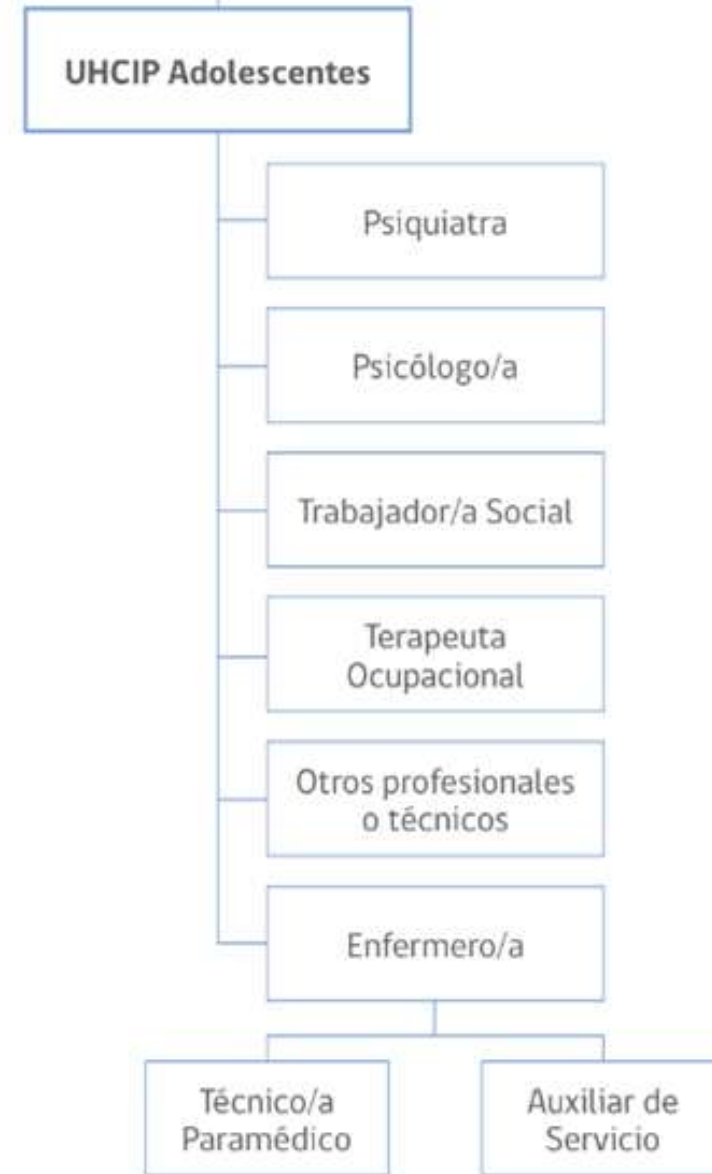 UHCIP Adolescentes
Psiquiatra
Psicólogo/a
Trabajador/a Social
Terapeuta
Ocupacional
Otros profesionales
o técnicos
Enfermero/a
Técnico/a
Paramédico
Auxiliar de
Servicio